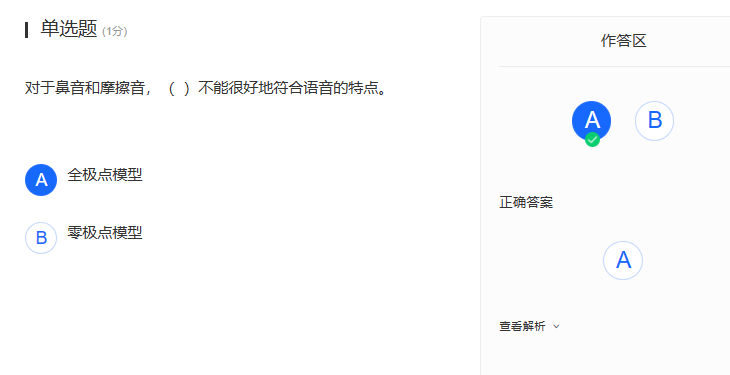 单选题 (1分)
对于鼻音和摩擦音，（ ）不能很好地符合语音的特点。
A 全极点模型
B 零极点模型
作答区
A B
正确答案
A
查看解析